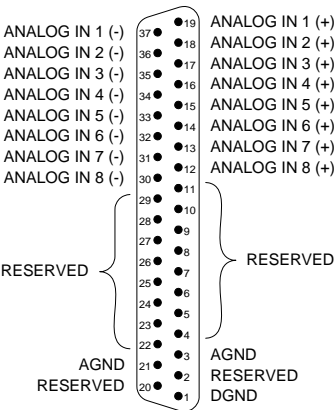 19 ANALOG IN 1 (+)
ANALOG IN 1 (-) 37
18 ANALOG IN 2 (+)
ANALOG IN 2 (-) 36
17 ANALOG IN 3 (+)
ANALOG IN 3 (-) 35
16 ANALOG IN 4 (+)
ANALOG IN 4 (-) 34
15 ANALOG IN 5 (+)
ANALOG IN 5 (-) 33
14 ANALOG IN 6 (+)
ANALOG IN 6 (-) 32
13 ANALOG IN 7 (+)
ANALOG IN 7 (-) 31
12 ANALOG IN 8 (+)
ANALOG IN 8 (-) 30
11
29
10
28
9
27
8 RESERVED
RESERVED 26
7
25
6
24
5
23
4
22
3 AGND
AGND 21
2 RESERVED
RESERVED 20
1 DGND